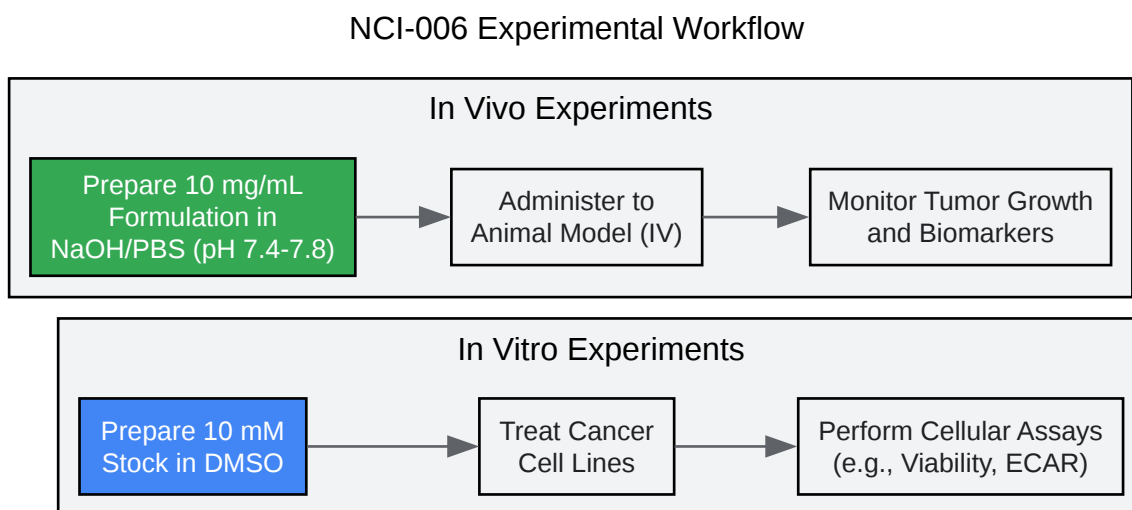 NCI-006 Experimental Workflow
In Vivo Experiments
Prepare 10 mg/mL
Formulation in
NaOH/PBS (pH 7.4-7.8)
Administer to
Animal Model (IV)
Monitor Tumor Growth
and Biomarkers
In Vitro Experiments
Prepare 10 mM
Stock in DMSO
Treat Cancer
Cell Lines
Perform Cellular Assays
(e.g., Viability, ECAR)